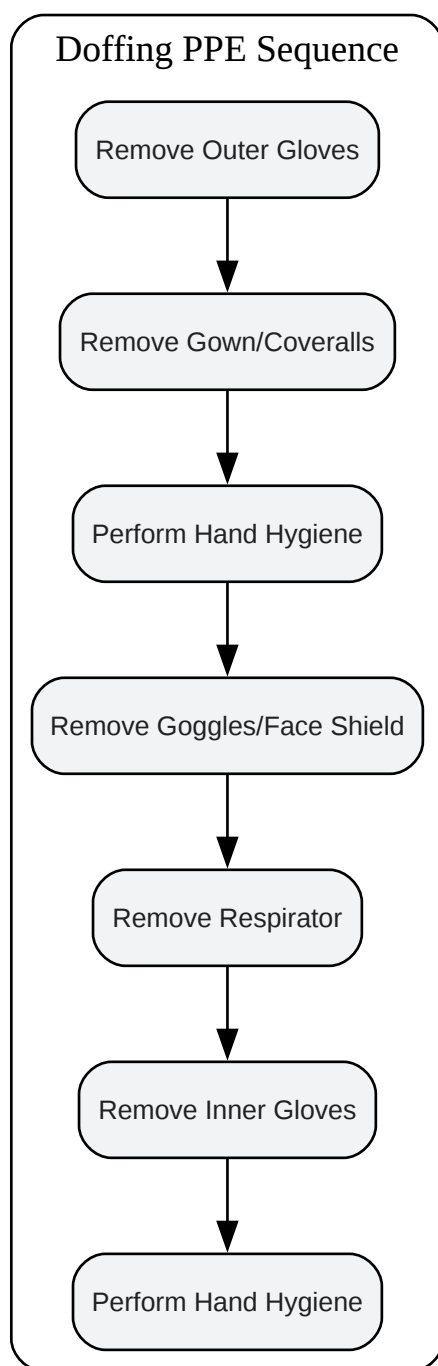 Doffing PPE Sequence
Remove Outer Gloves
Remove Gown/Coveralls
Perform Hand Hygiene
Remove Goggles/Face Shield
Remove Respirator
Remove Inner Gloves
Perform Hand Hygiene